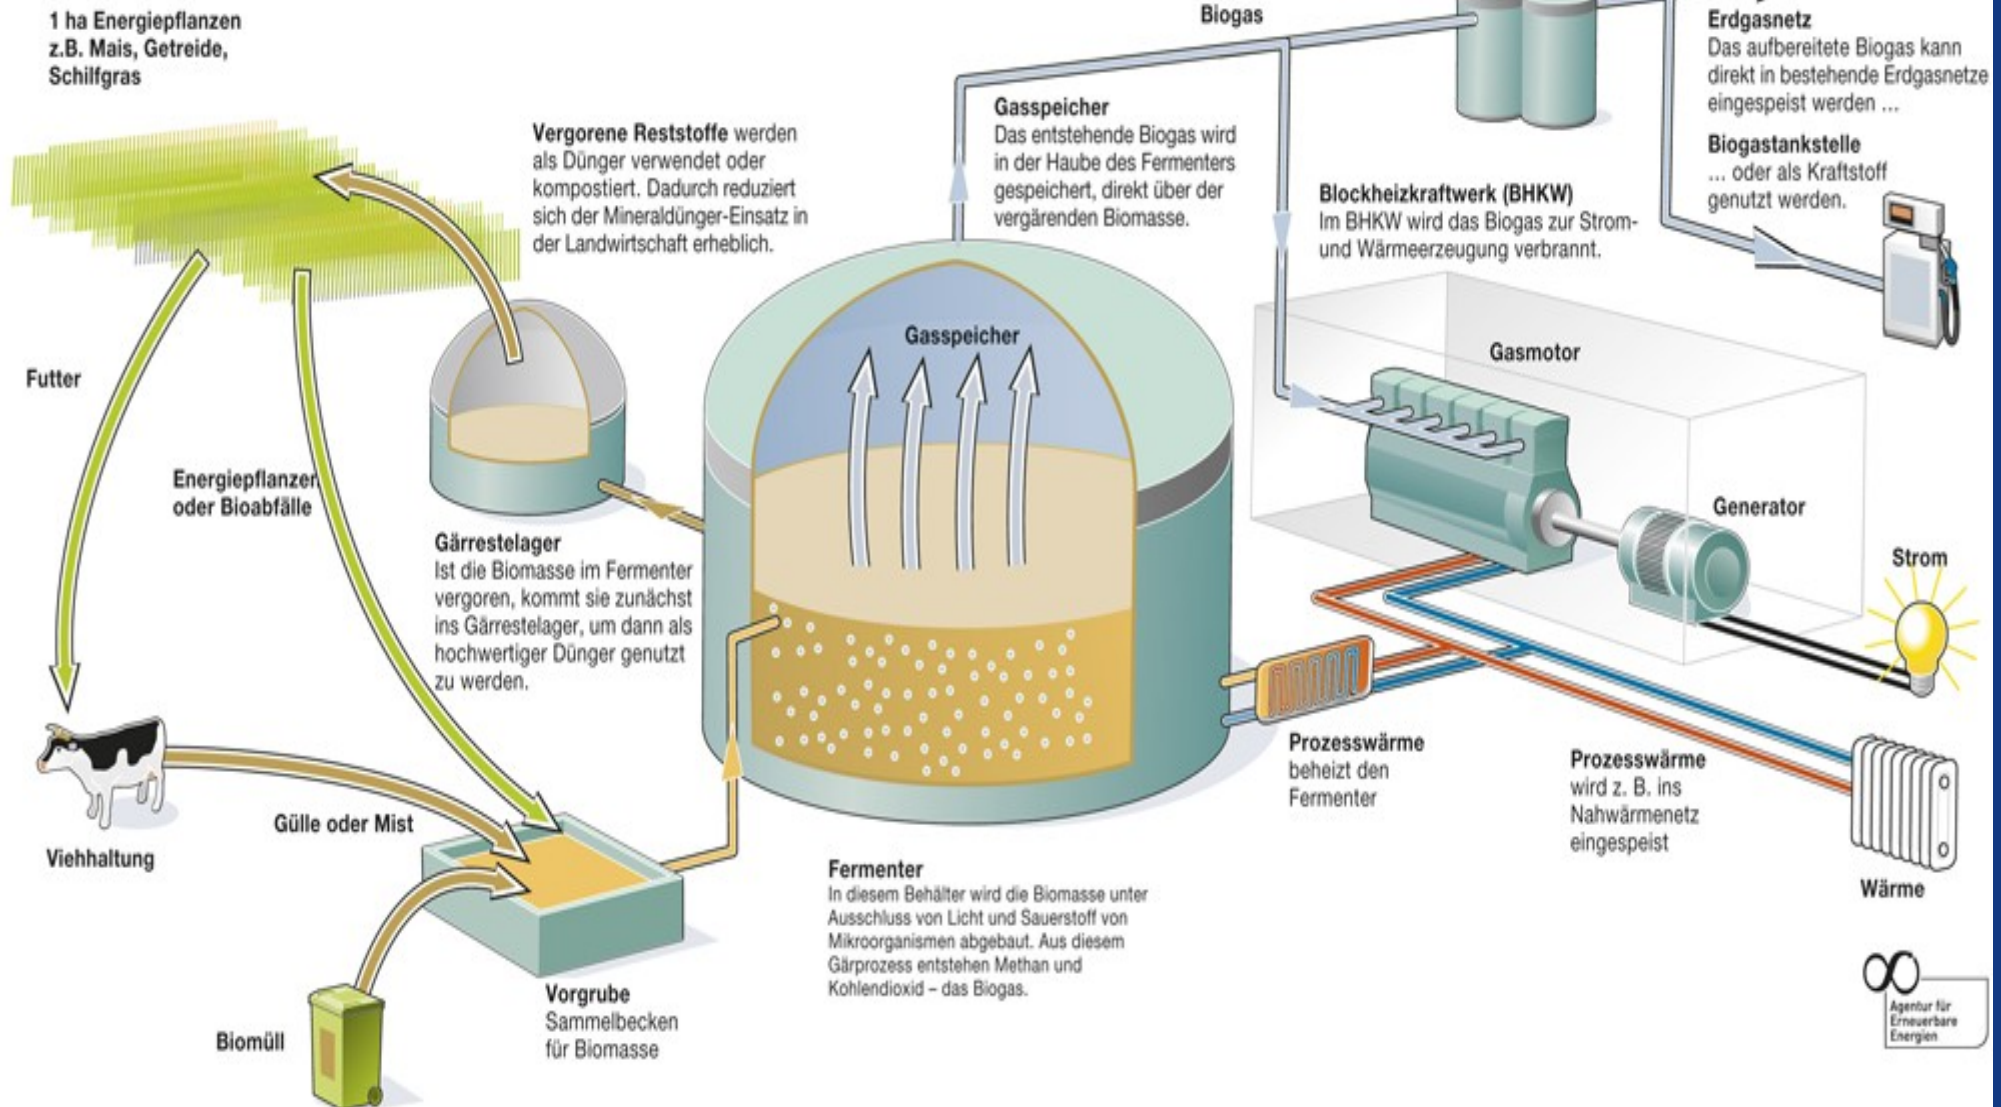 1 ha Energiepflanzen
z.B. Mais, Getreide,
Schilfgras
Biogas
Erdgasnetz
Das aufbereitete Biogas kann
direkt in bestehende Erdgasnetze
eingespeist werden ...
Biogastankstelle
... oder als Kraftstoff
genutzt werden.
Vergorene Reststoffe werden
als Dünger verwendet oder
kompostiert. Dadurch reduziert
sich der Mineraldünger-Einsatz in
der Landwirtschaft erheblich.
Gasspeicher
Das entstehende Biogas wird
in der Haube des Fermenters
gespeichert, direkt über der
vergärenden Biomasse.
Blockheizkraftwerk (BHKW)
Im BHKW wird das Biogas zur Strom-
und Wärmeerzeugung verbrannt.
Gasspeicher
Gasmotor
Futter
Energiepflanzen
oder Bioabfälle
Generator
Strom
Gärrestelager
Ist die Biomasse im Fermenter
vergoren, kommt sie zunächst
ins Gärrestelager, um dann als
hochwertiger Dünger genutzt
zu werden.
Prozesswärme
beheizt den
Fermenter
Prozesswärme
wird z. B. ins
Nahwärmenetz
eingespeist
Gülle oder Mist
Viehhaltung
Wärme
Fermenter
In diesem Behälter wird die Biomasse unter
Ausschluss von Licht und Sauerstoff von
Mikroorganismen abgebaut. Aus diesem
Gärprozess entstehen Methan und
Kohlendioxid – das Biogas.
Vorgrube
Sammelbecken
für Biomasse
Biomüll
Agentur für
Erneuerbare
Energien